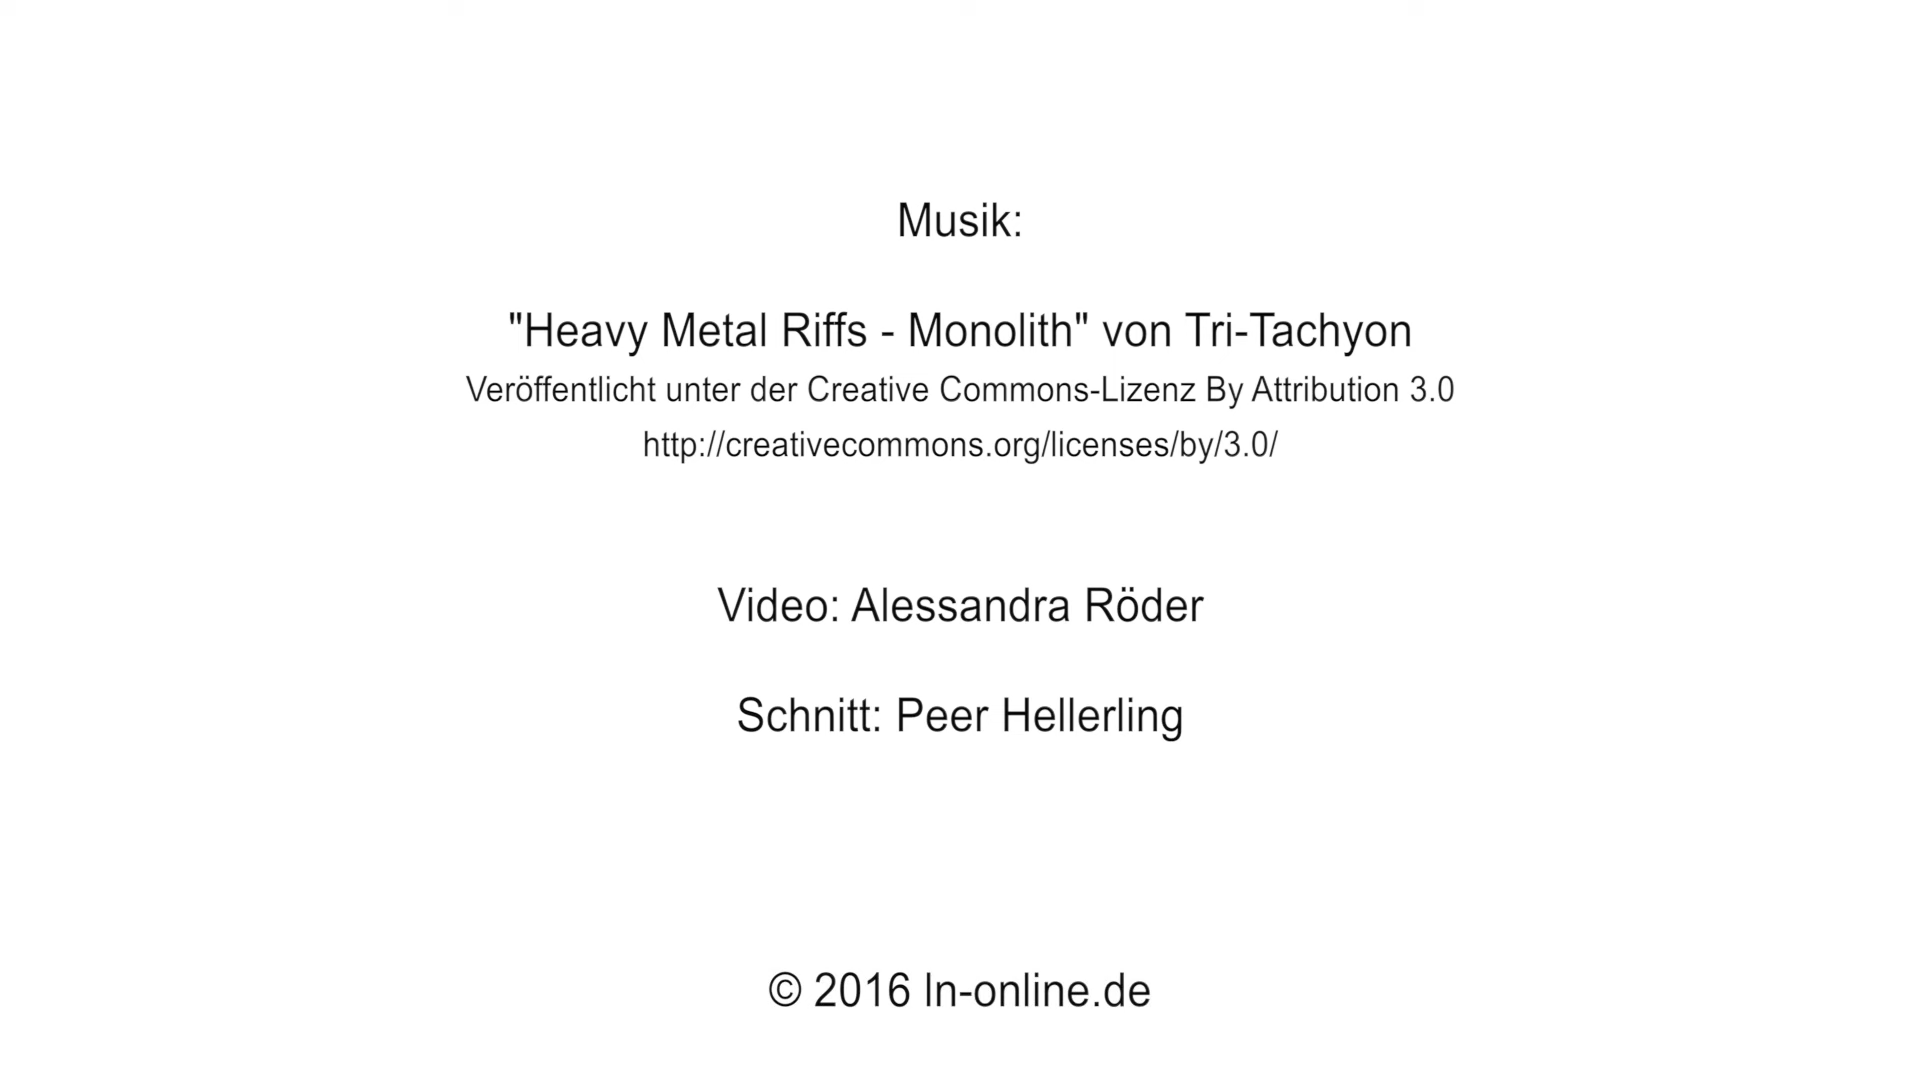 Musik:
"Heavy Metal Riffs - Monolith" von Tri-Tachyon
Veröffentlicht unter der Creative Commons-Lizenz By Attribution 3.0
http://creativecommons.org/licenses/by/3.0/
Video: Alessandra Röder
Schnitt: Peer Hellerling
© 2016 ln-online.de